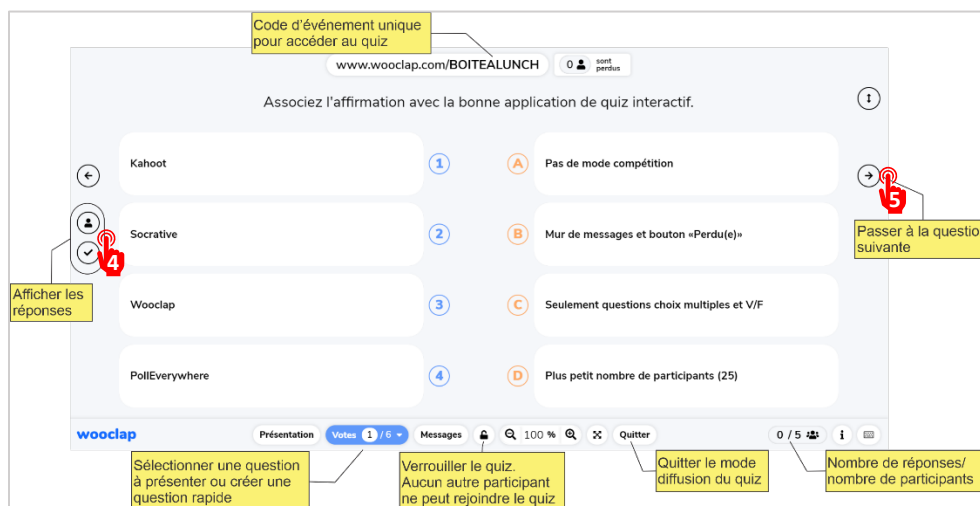 Code d'événement unique
pour accéder au quiz
www.wooclap.com/BOITEALUNCH
0 sont
perdus
Associez l'affirmation avec la bonne application de quiz interactif.
Kahoot 1 A Pas de mode compétition
5
Socrative 2 B Mur de messages et bouton «Perdu(e)»
Passer à la questio
suivante
4
Afficher les
réponses
Wooclap 3 C Seulement questions choix multiples et V/F
PollEverywhere 4 D Plus petit nombre de participants (25)
wooclap Présentation Votes 1 / 6 Messages 100 % Quitter 0 / 5 i
Sélectionner une question
à présenter ou créer une
question rapide
Verrouiller le quiz.
Aucun autre participant
ne peut rejoindre le quiz
Quitter le mode
diffusion du quiz
Nombre de réponses/
nombre de participants